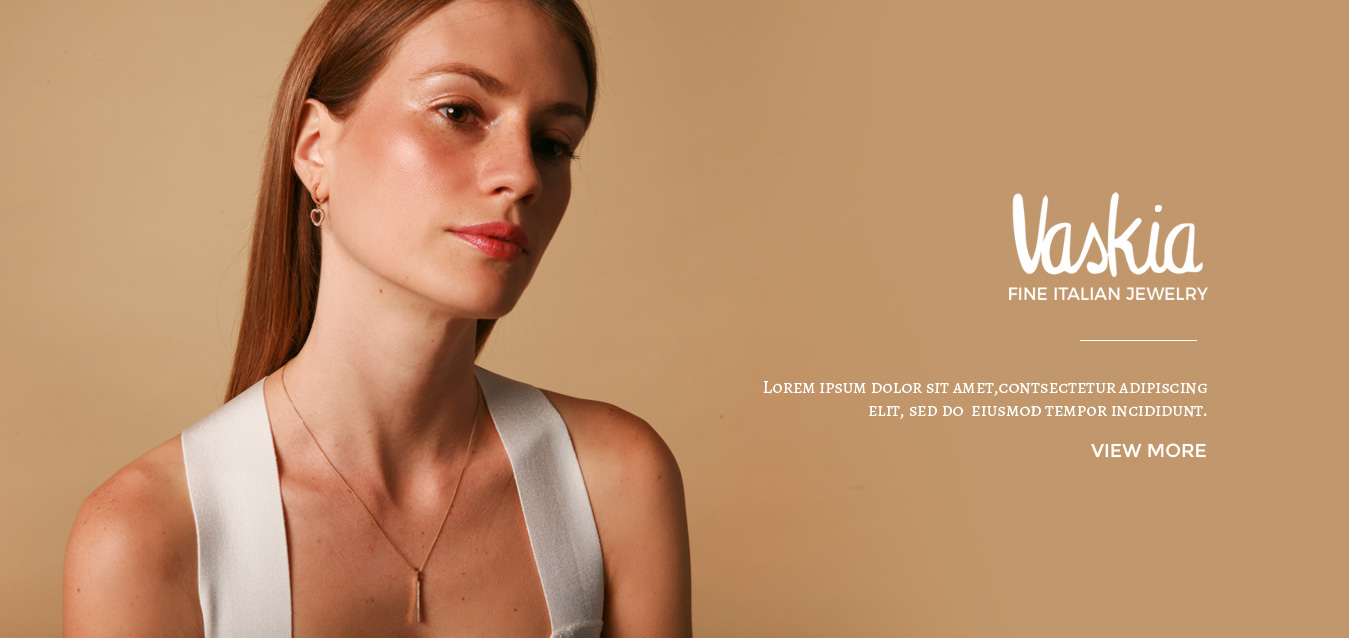 Vaskia
FINE ITALIAN JEWELRY
Lorem ipsum dolor sit amet,contsectetur adipiscing
elit, sed do eiusmod tempor incididunt.
VIEW MORE